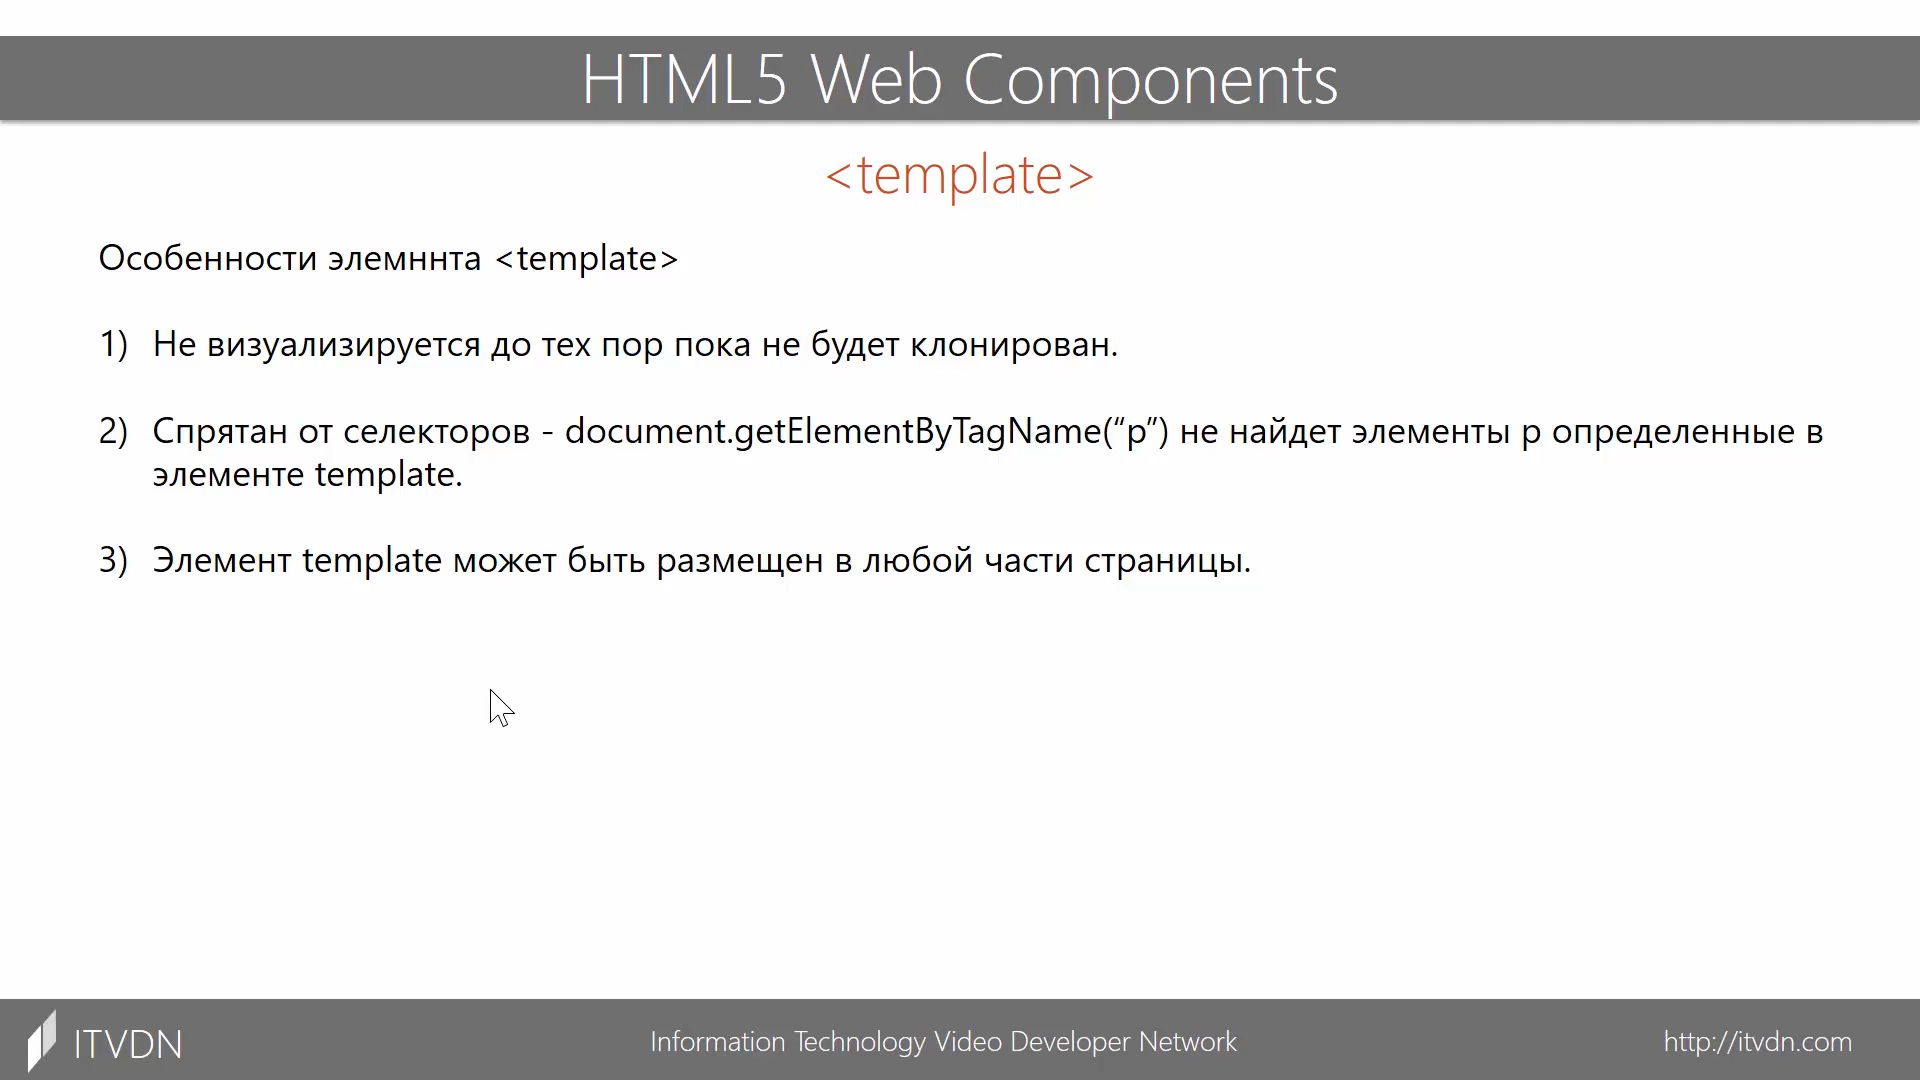 HTML5 Web Components
<template>
Особенности элемннта <template>
1) Не визуализируется до тех пор пока не будет клонирован.
2) Спрятан от селекторов - document.getElementByTagName(“p”) не найдет элементы p определенные в
элементе template.
3) Элемент template может быть размещен в любой части страницы.
ITVDN
Information Technology Video Developer Network
http://itvdn.com